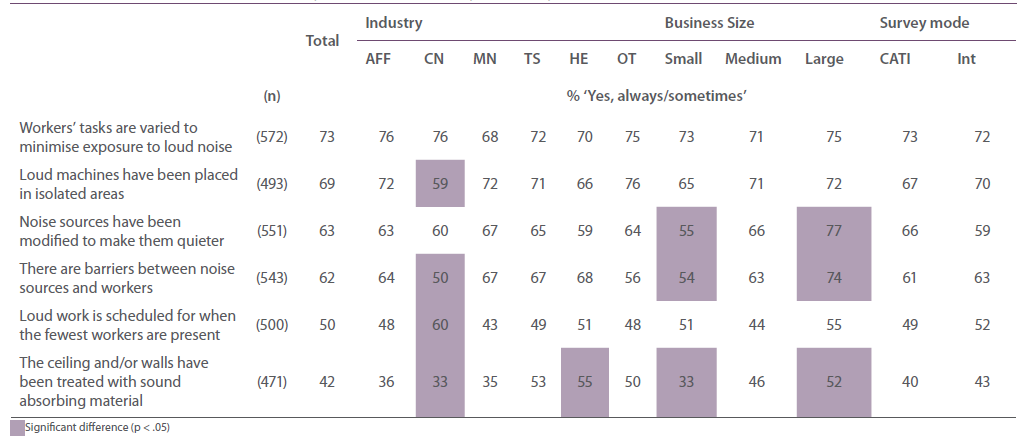 Industry Business Size Survey mode
Total
AFF CN MN TS HE OT Small Medium Large CATI Int
(n) % ‘Yes, always/sometimes’
Workers’ tasks are varied to
minimise exposure to loud noise (572) 73 76 76 68 72 70 75 73 71 75 73 72
Loud machines have been placed
in isolated areas (493) 69 72 59 72 71 66 76 65 71 72 67 70
Noise sources have been
modified to make them quieter (551) 63 63 60 67 65 59 64 55 66 77 66 59
There are barriers between noise
sources and workers (543) 62 64 50 67 67 68 56 54 63 74 61 63
Loud work is scheduled for when
the fewest workers are present (500) 50 48 60 43 49 51 48 51 44 55 49 52
The ceiling and/or walls have
been treated with sound (471) 42 36 33 35 53 55 50 33 46 52 40 43
absorbing material
Significant difference (p < .05)